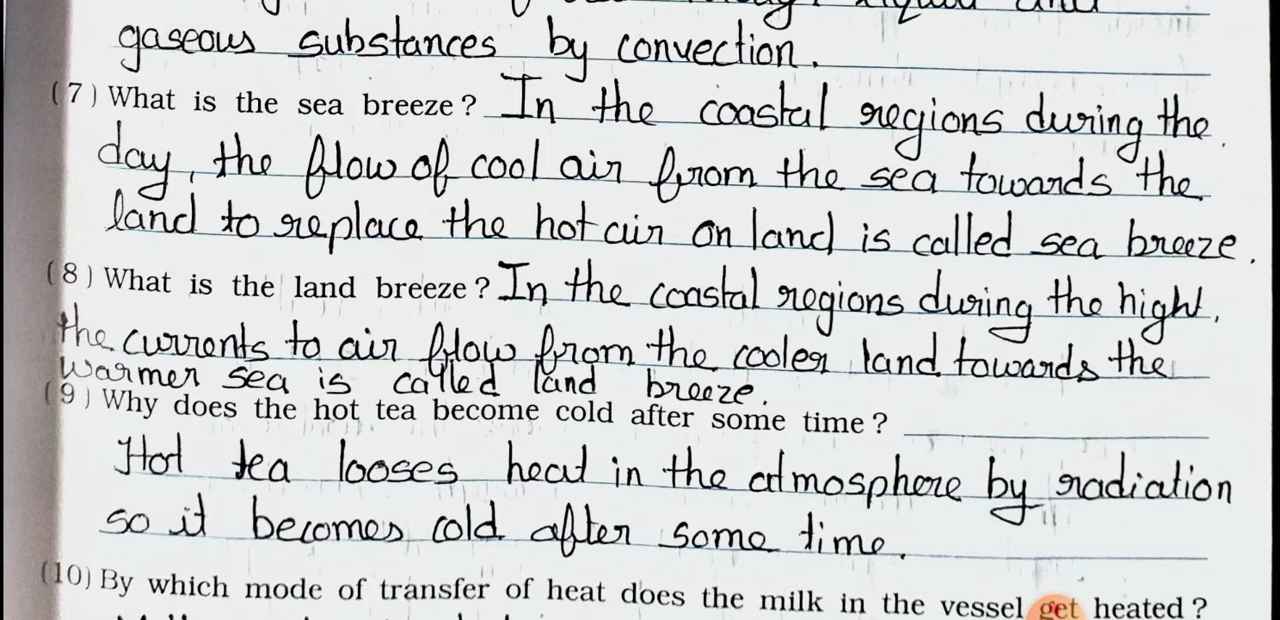 gaseous substances by convection.
(7) What is the sea breeze? In the coastal regions during the
day, the flow of cool air from the sea towards the
land to replace the hot air on land is called sea breeze.
(8) What is the land breeze? In the coastal regions during the hight,
the currents to air flow from the cooler land towards the
warmer sea is called land breeze.
(9) Why does the hot tea become cold after some time?
Hot tea looses heat in the atmosphere by radiation
so it becomes cold after some time.
(10) By which mode of transfer of heat does the milk in the vessel get heated?